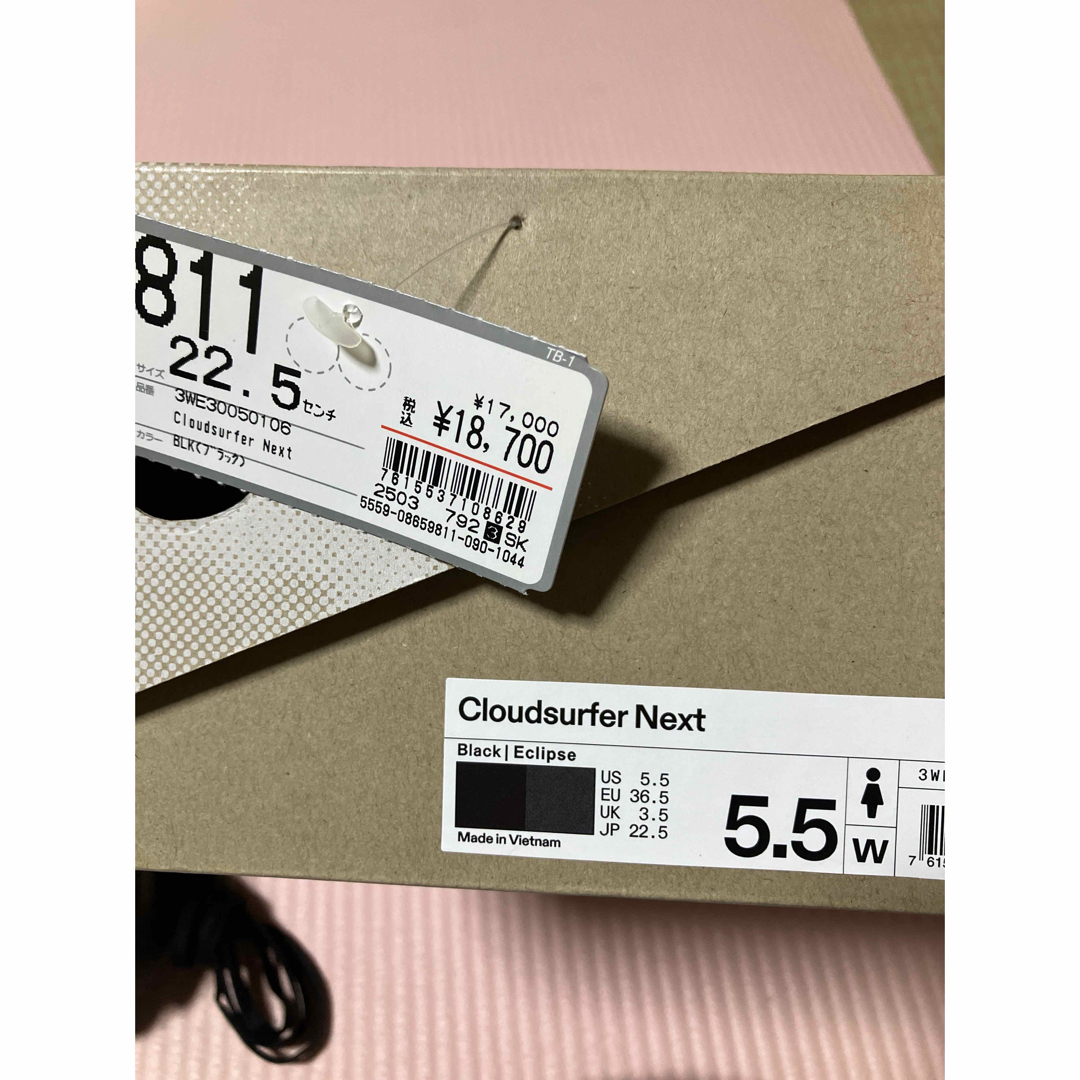 811
サイズ 22.5センチ
品番 3WE30050106
Cloudsurfer Next
カラー BLK(ブラック)
TB-1
¥17,000
税込 ¥18,700
7615537108628
2503 792 3 SK
5559-08659811-090-1044
Cloudsurfer Next
Black | Eclipse
US 5.5
EU 36.5
UK 3.5
JP 22.5
Made in Vietnam
5.5
W
3W
7 615